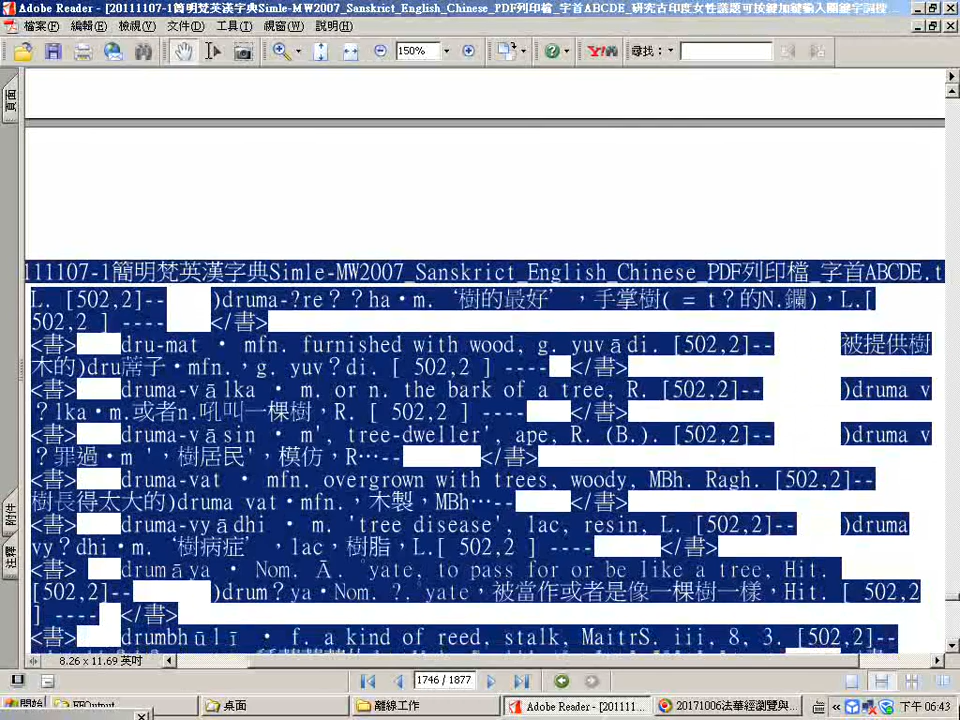 Adobe Reader - [20111107-1簡明梵英漢字典Simle-MW2007_Sanskrict_English_Chinese_PDF列印檔_字首ABCDE_研究古印度女性議題可按鍵加鍵輸入關鍵字詞搜
檔案(F) 編輯(E) 檢視(V) 文件(D) 工具(T) 視窗(W) 說明(H)
150% Y! 尋找：
頁面
附件
註釋
111107-1簡明梵英漢字典Simle-MW2007_Sanskrict_English_Chinese_PDF列印檔_字首ABCDE.t
L. [502,2]-- )druma-?re？？ha‧m.‘樹的最好’，手掌樹( = t？的N.鑭)，L.[
502,2 ] ---- </書>
<書> dru-mat ‧ mfn. furnished with wood, g. yuvādi. [502,2]-- 被提供樹
木的)dru蓆子‧mfn.，g. yuv？di. [ 502,2 ] ---- </書>
<書> druma-vālka ‧ m. or n. the bark of a tree, R. [502,2]-- )druma v
？lka‧m.或者n.吼叫一棵樹，R. [ 502,2 ] ---- </書>
<書> druma-vāsin ‧ m', tree-dweller', ape, R. (B.). [502,2]-- )druma v
？罪過‧m '，樹居民'，模仿，R…-- </書>
<書> druma-vat ‧ mfn. overgrown with trees, woody, MBh. Ragh. [502,2]--
樹長得太大的)druma vat‧mfn.，木製，MBh…-- </書>
<書> druma-vyādhi ‧ m. 'tree disease', lac, resin, L. [502,2]-- )druma
vy？dhi‧m.‘樹病症’，lac，樹脂，L.[ 502,2 ] ---- </書>
<書> drumāya ‧ Nom. Ā. °yate, to pass for or be like a tree, Hit.
[502,2]-- )drum？ya‧Nom. ?. yate，被當作或者是像一棵樹一樣，Hit. [ 502,2
] ---- </書>
<書> drumbhūlī ‧ f. a kind of reed, stalk, MaitrS. iii, 8, 3. [502,2]--
8.26 x 11.69 英吋
1746 / 1877
開始 FFOutput 桌面 離線工作 Adobe Reader - [201111... 20171006法華經瀏覽與... 下午 06:43